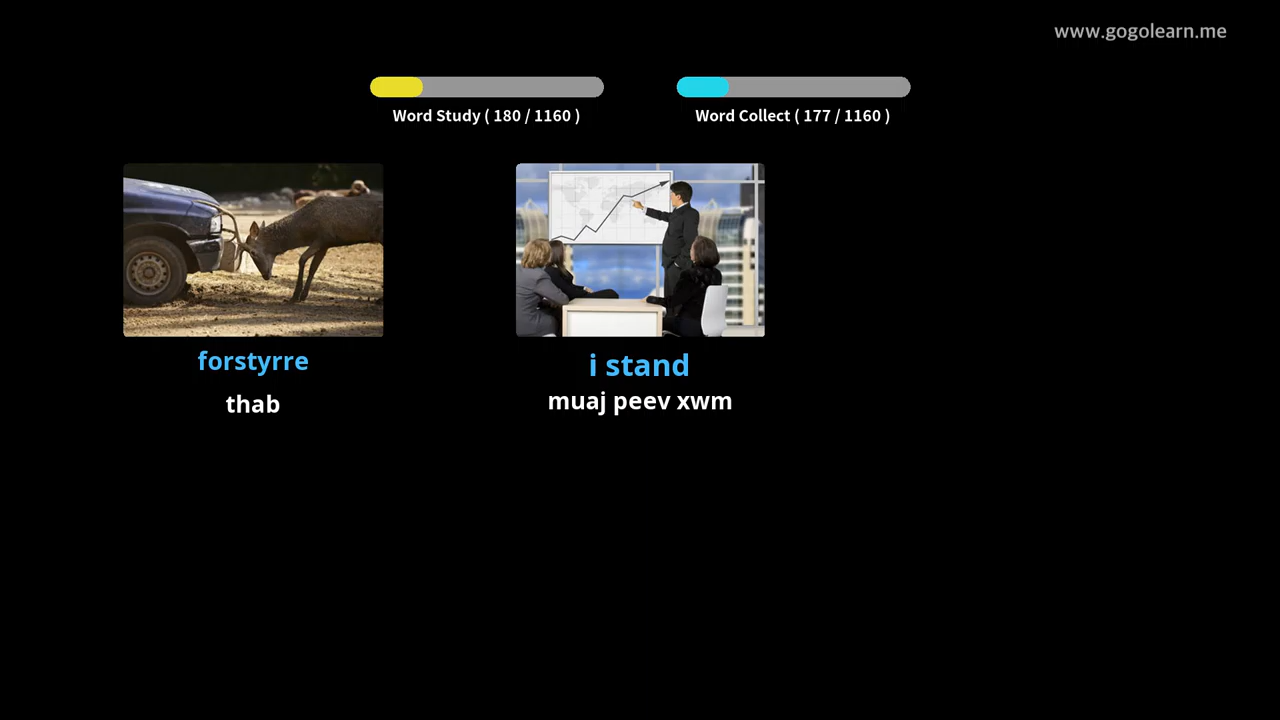 www.gogolearn.me
Word Study ( 180 / 1160 )
Word Collect ( 177 / 1160 )
forstyrre
thab
i stand
muaj peev xwm